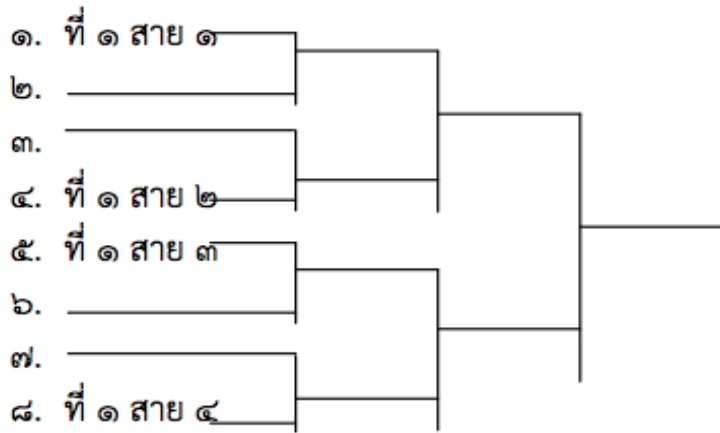 ๑. ที่ ๑ สาย ๑
๒.
๓.
๔. ที่ ๑ สาย ๒
๕. ที่ ๑ สาย ๓
๖.
๗.
๘. ที่ ๑ สาย ๔